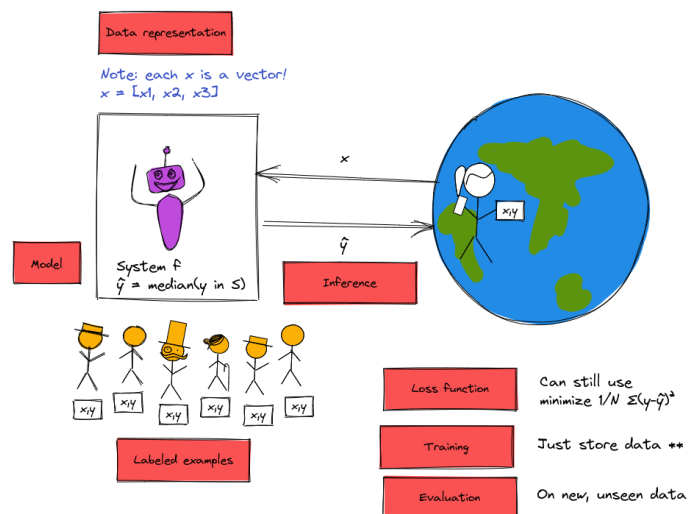 Data representation
Note: each x is a vector!
x = [x1, x2, x3]
x
x,y
ŷ
System f
ŷ = median(y in S)
Model
Inference
x,y
x,y
x,y
x,y
x,y
x,y
Labeled examples
Loss function
Can still use
minimize 1/N Σ(y-ŷ)²
Training
Just store data **
Evaluation
On new, unseen data